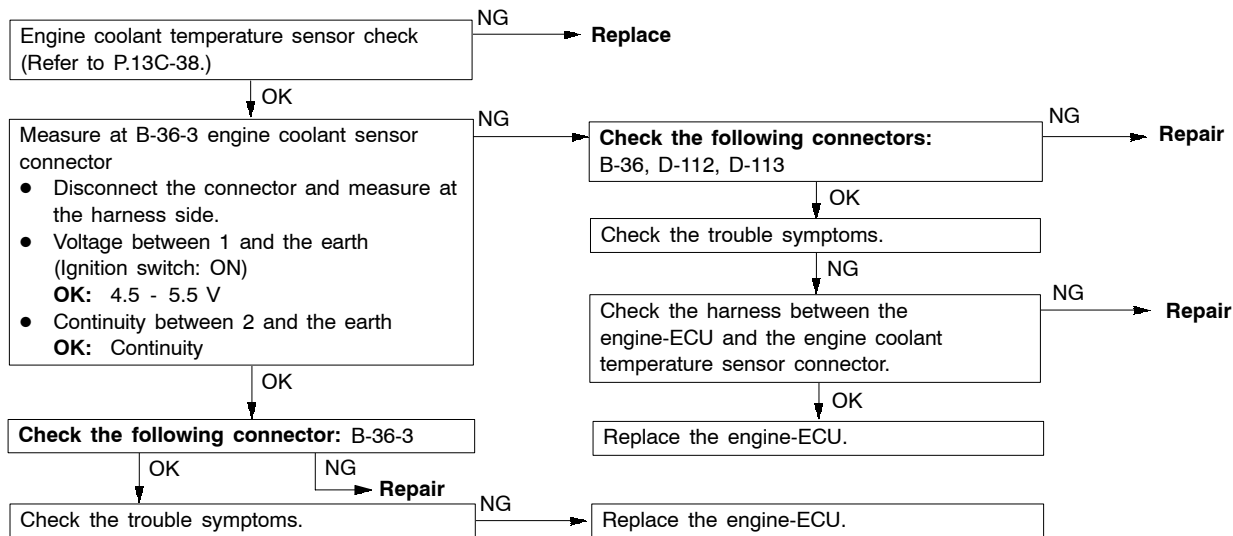 Engine coolant temperature sensor check
(Refer to P.13C-38.)
NG
Replace
OK
Measure at B-36-3 engine coolant sensor
connector
● Disconnect the connector and measure at
the harness side.
● Voltage between 1 and the earth
(Ignition switch: ON)
OK: 4.5 - 5.5 V
● Continuity between 2 and the earth
OK: Continuity
NG
Check the following connectors:
B-36, D-112, D-113
NG
Repair
OK
Check the trouble symptoms.
NG
Check the harness between the
engine-ECU and the engine coolant
temperature sensor connector.
NG
Repair
OK
Replace the engine-ECU.
OK
Check the following connector: B-36-3
OK
NG
Repair
Check the trouble symptoms.
NG
Replace the engine-ECU.